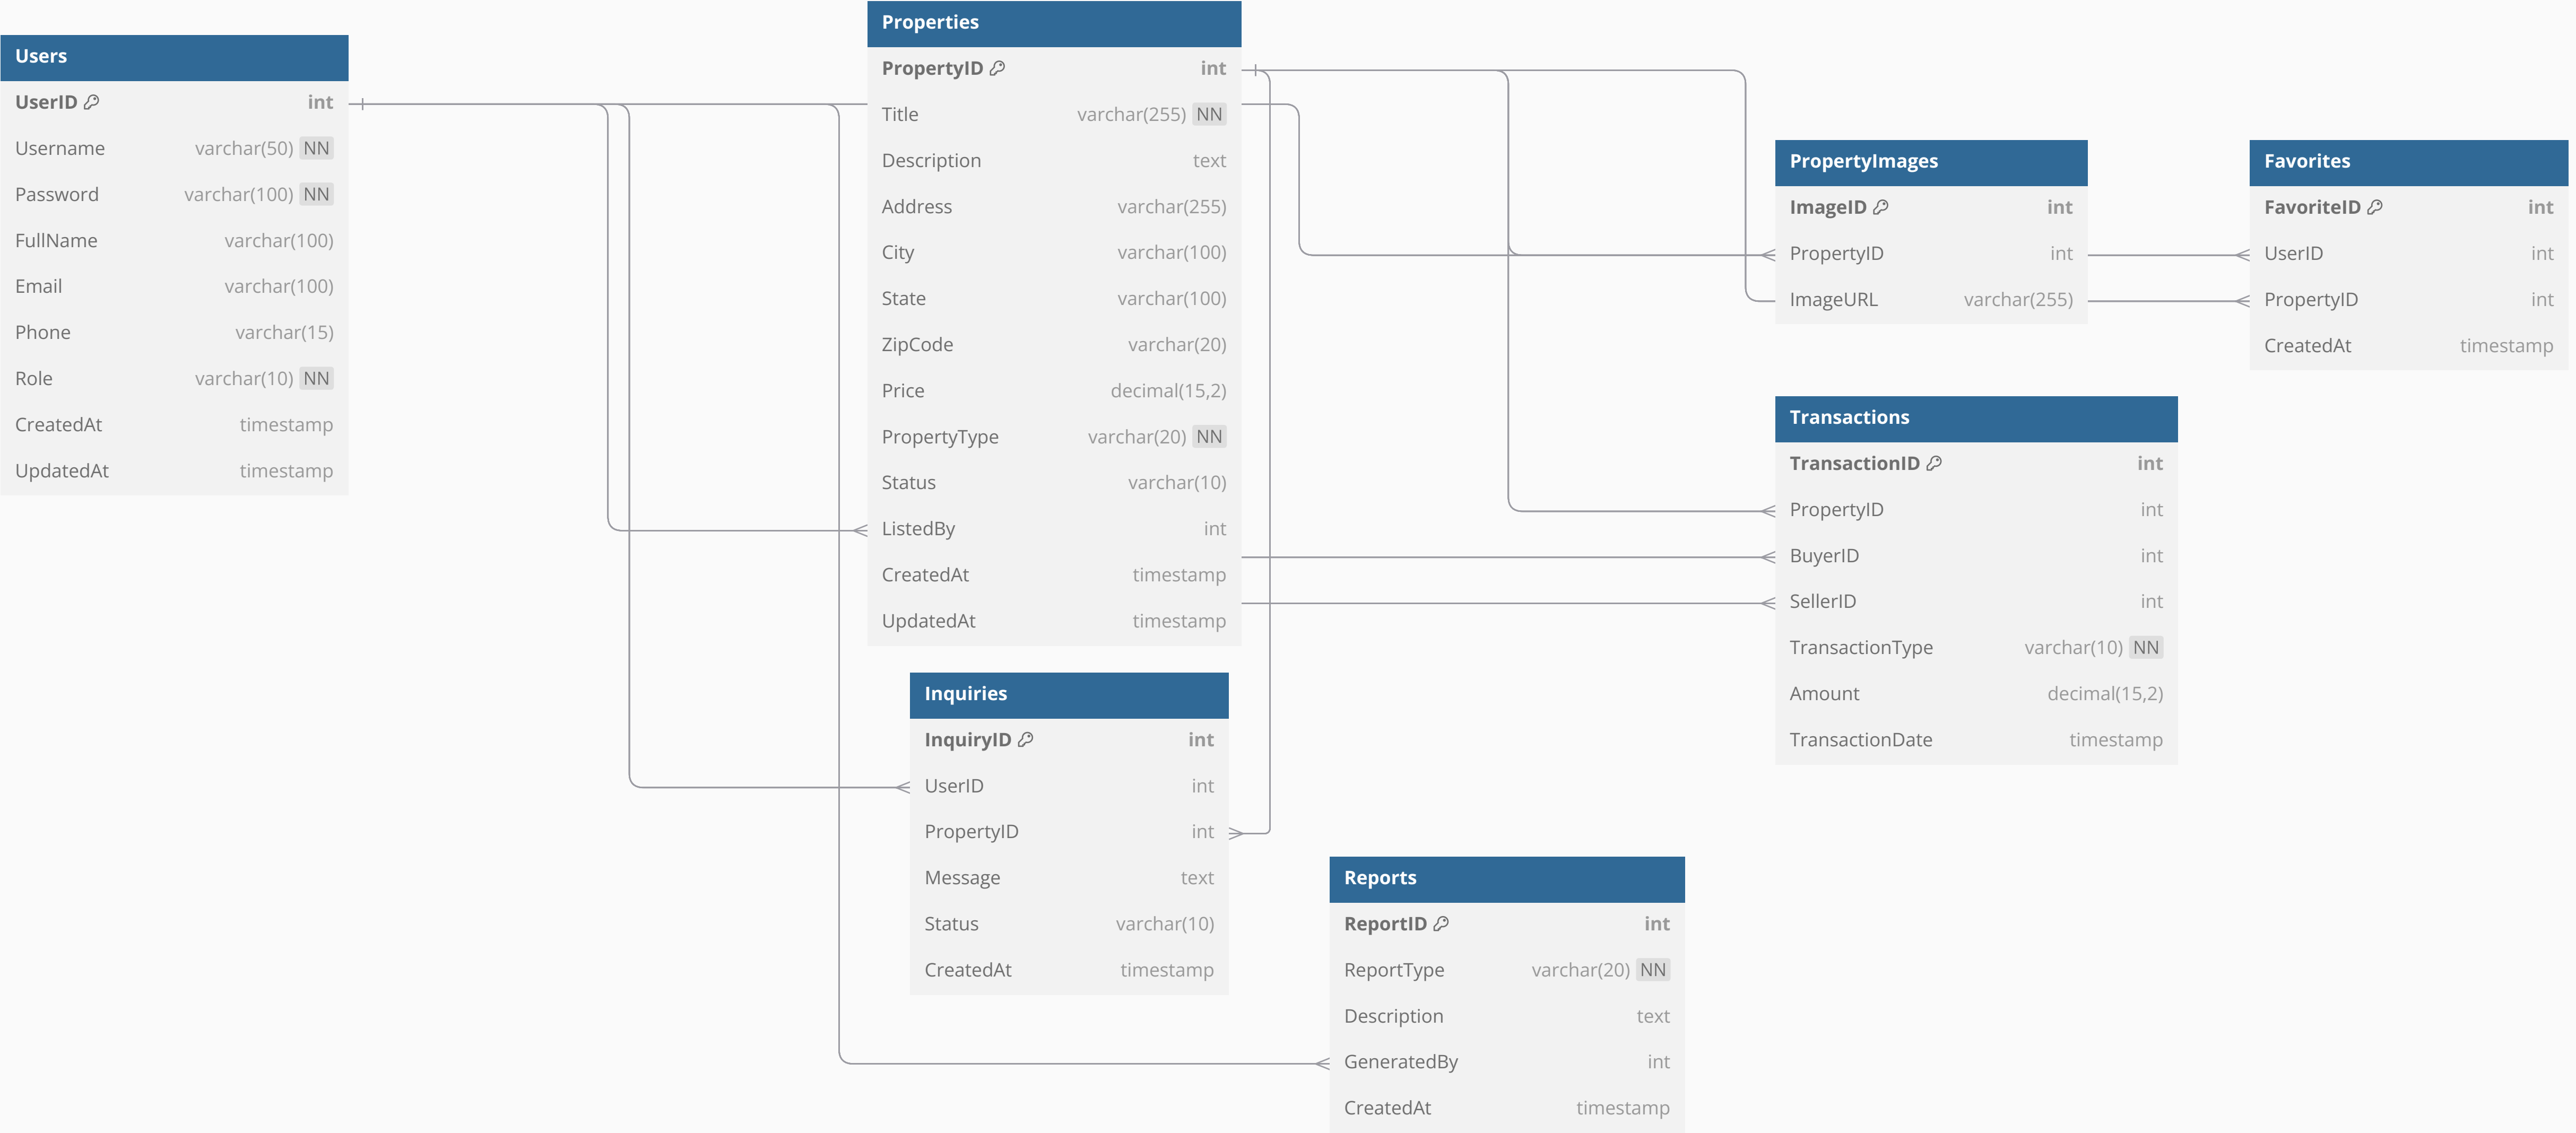 Users
UserID int
Username varchar(50) NN
Password varchar(100) NN
FullName varchar(100)
Email varchar(100)
Phone varchar(15)
Role varchar(10) NN
CreatedAt timestamp
UpdatedAt timestamp
Properties
PropertyID int
Title varchar(255) NN
Description text
Address varchar(255)
City varchar(100)
State varchar(100)
ZipCode varchar(20)
Price decimal(15,2)
PropertyType varchar(20) NN
Status varchar(10)
ListedBy int
CreatedAt timestamp
UpdatedAt timestamp
Inquiries
InquiryID int
UserID int
PropertyID int
Message text
Status varchar(10)
CreatedAt timestamp
Reports
ReportID int
ReportType varchar(20) NN
Description text
GeneratedBy int
CreatedAt timestamp
PropertyImages
ImageID int
PropertyID int
ImageURL varchar(255)
Transactions
TransactionID int
PropertyID int
BuyerID int
SellerID int
TransactionType varchar(10) NN
Amount decimal(15,2)
TransactionDate timestamp
Favorites
FavoriteID int
UserID int
PropertyID int
CreatedAt timestamp